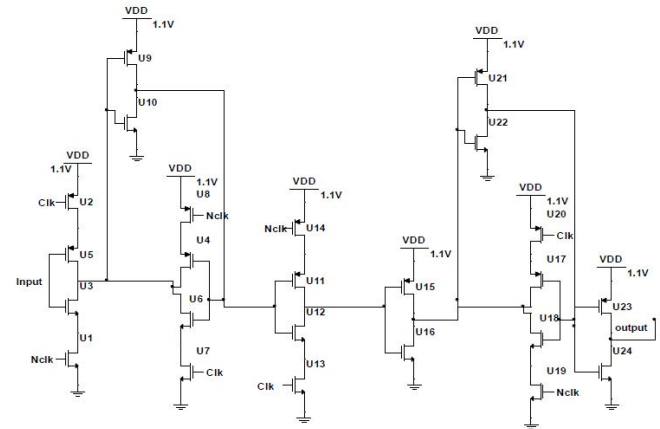 VDD
1.1V
U9
U10
VDD
1.1V
Clk
U2
U5
Input
U3
U1
Nclk
VDD
1.1V
U8
Nclk
U4
U6
U7
Clk
VDD
1.1V
Nclk
U14
U11
U12
U13
Clk
VDD
1.1V
U15
U16
VDD
1.1V
U21
U22
VDD
1.1V
U20
Clk
U17
U18
U19
Nclk
VDD
1.1V
U23
output
U24